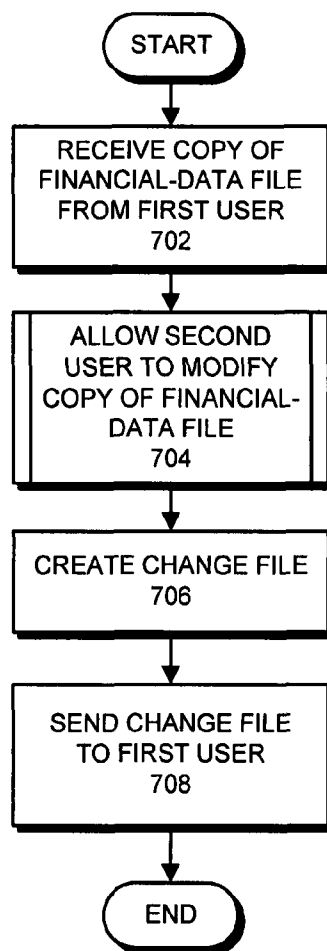 START
RECEIVE COPY OF
FINANCIAL-DATA FILE
FROM FIRST USER
702
ALLOW SECOND
USER TO MODIFY
COPY OF FINANCIAL-
DATA FILE
704
CREATE CHANGE FILE
706
SEND CHANGE FILE
TO FIRST USER
708
END